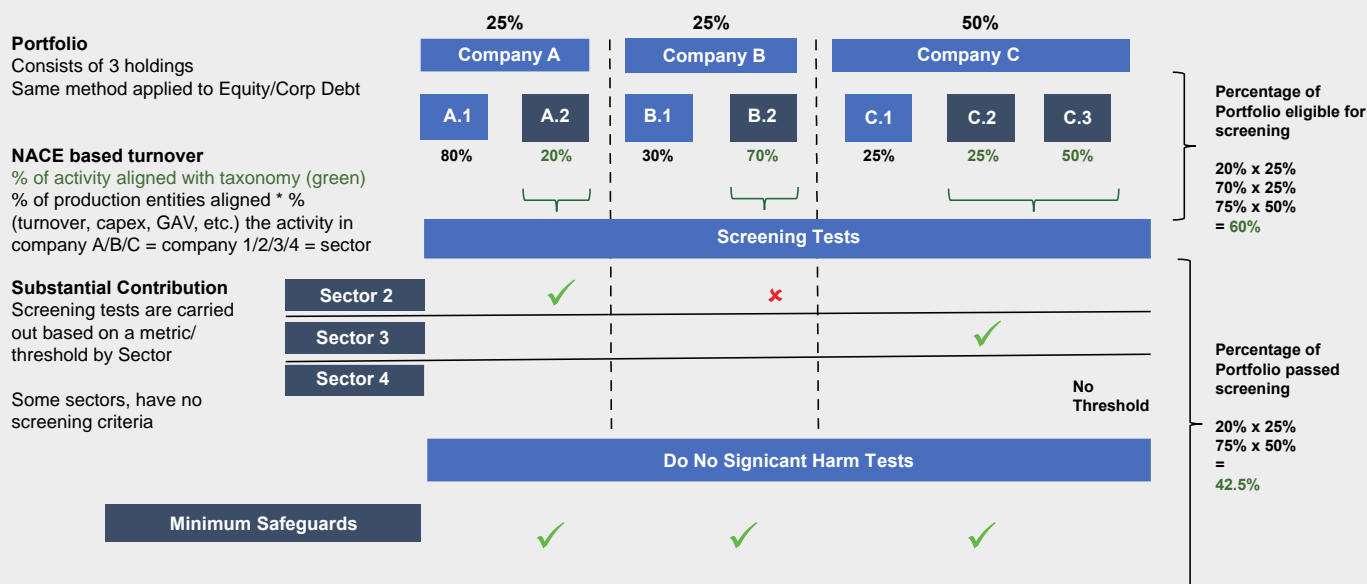 25%
25%
50%
Portfolio
Consists of 3 holdings
Same method applied to Equity/Corp Debt
Company A
Company B
Company C
A.1
A.2
B.1
B.2
C.1
C.2
C.3
80%
20%
30%
70%
25%
25%
50%
Percentage of
Portfolio eligible for
screening
20% x 25%
70% x 25%
75% x 50%
= 60%
NACE based turnover
% of activity aligned with taxonomy (green)
% of production entities aligned * %
(turnover, capex, GAV, etc.) the activity in
company A/B/C = company 1/2/3/4 = sector
Screening Tests
Substantial Contribution
Screening tests are carried
out based on a metric/
threshold by Sector
Some sectors, have no
screening criteria
Sector 2
Sector 3
Sector 4
No
Threshold
Percentage of
Portfolio passed
screening
20% x 25%
75% x 50%
=
42.5%
Do No Signicant Harm Tests
Minimum Safeguards